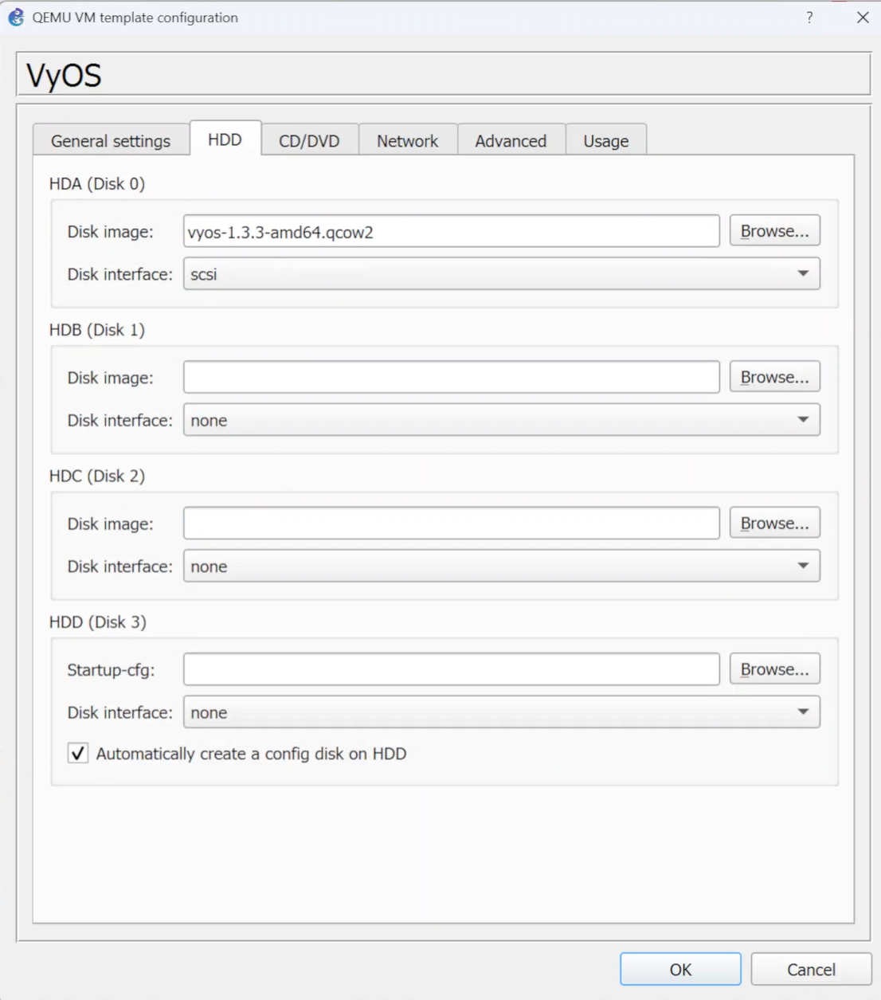 QEMU VM template configuration ?
VyOS
General settings HDD CD/DVD Network Advanced Usage
HDA (Disk 0)
Disk image: vyos-1.3.3-amd64.qcow2 Browse...
Disk interface: scsi
HDB (Disk 1)
Disk image: Browse...
Disk interface: none
HDC (Disk 2)
Disk image: Browse...
Disk interface: none
HDD (Disk 3)
Startup-cfg: Browse...
Disk interface: none
Automatically create a config disk on HDD
OK Cancel